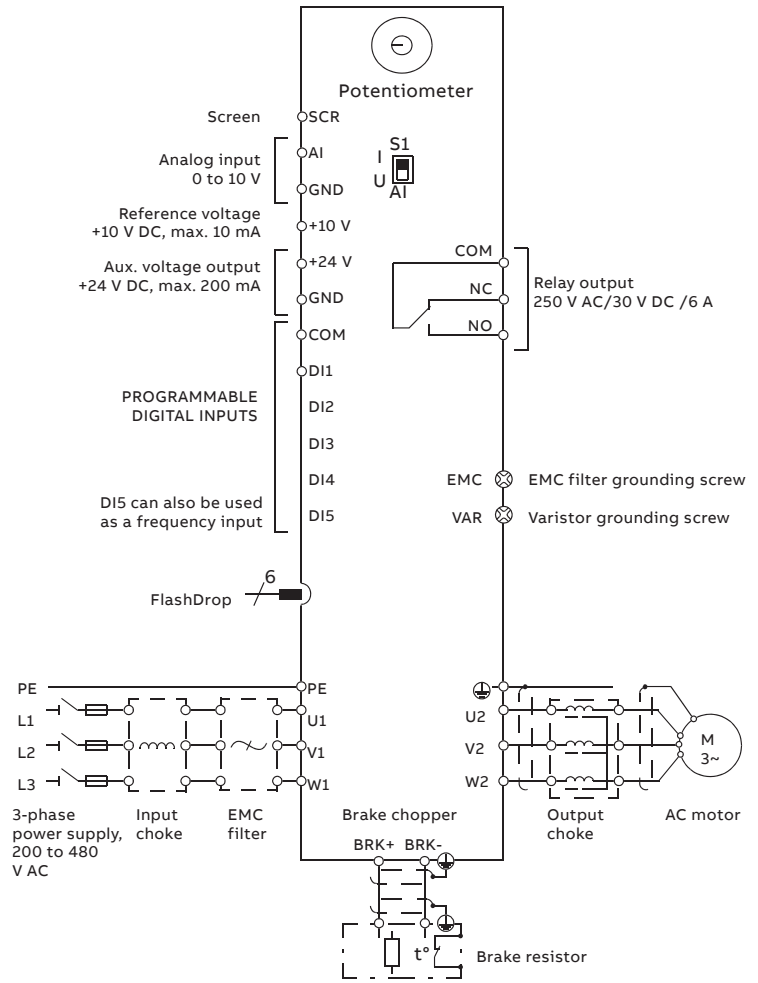 Potentiometer
Screen
SCR
Analog input
0 to 10 V
AI
GND
S1
I
U
AI
Reference voltage
+10 V DC, max. 10 mA
+10 V
Aux. voltage output
+24 V DC, max. 200 mA
+24 V
GND
COM
NC
NO
Relay output
250 V AC/30 V DC /6 A
COM
DI1
PROGRAMMABLE
DIGITAL INPUTS
DI2
DI3
DI4
DI5 can also be used
as a frequency input
DI5
EMC
EMC filter grounding screw
VAR
Varistor grounding screw
FlashDrop
6
PE
PE
L1
U1
U2
L2
V1
V2
L3
W1
W2
M
3~
3-phase
power supply,
200 to 480
V AC
Input
choke
EMC
filter
Brake chopper
Output
choke
AC motor
BRK+
BRK-
t°
Brake resistor